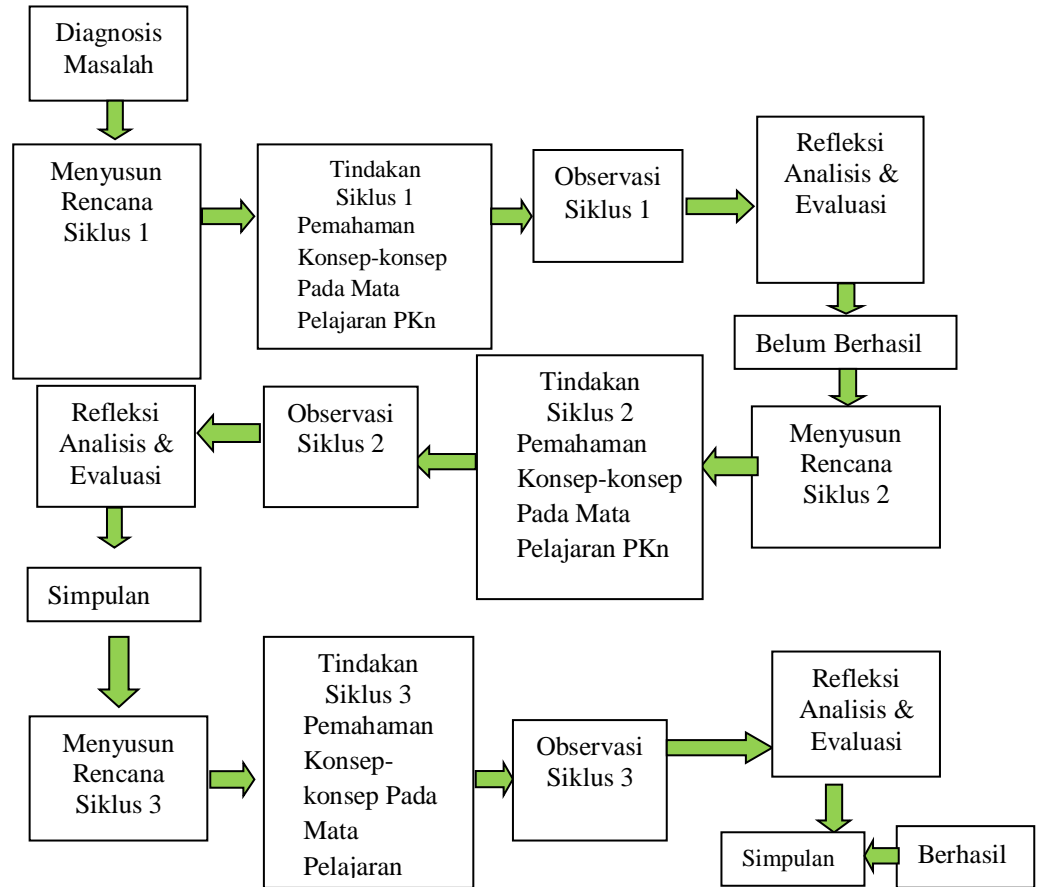 Diagnosis
Masalah
Menyusun
Rencana
Siklus 1
Tindakan
Siklus 1
Pemahaman
Konsep-konsep
Pada Mata
Pelajaran PKn
Observasi
Siklus 1
Refleksi
Analisis &
Evaluasi
Belum Berhasil
Menyusun
Rencana
Siklus 2
Tindakan
Siklus 2
Pemahaman
Konsep-konsep
Pada Mata
Pelajaran PKn
Observasi
Siklus 2
Refleksi
Analisis &
Evaluasi
Simpulan
Menyusun
Rencana
Siklus 3
Tindakan
Siklus 3
Pemahaman
Konsep-
konsep Pada
Mata
Pelajaran
Observasi
Siklus 3
Refleksi
Analisis &
Evaluasi
Simpulan
Berhasil